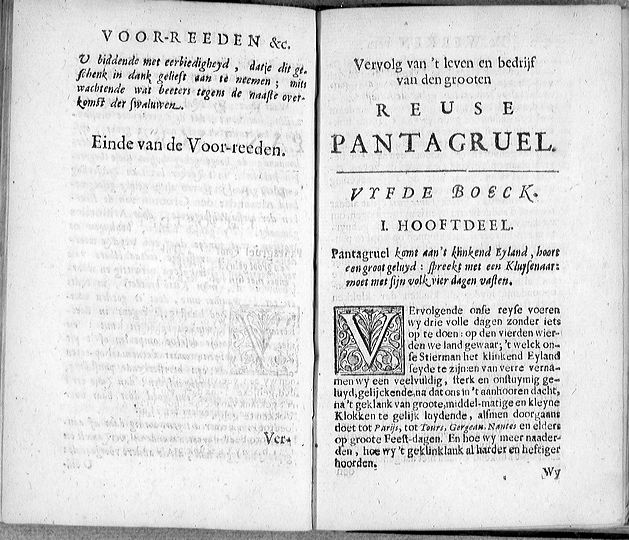 VOOR-REEDEN &c.
U biddende met eerbiedigheyd, datje dit ge-
schenk in dank gelieft aan te neemen; mits
wachtende wat beeters tegens de naaste over-
komst der swaluwen.
Einde van de Voor-reeden.
Ver-
Vervolg van 't leven en bedrijf
van den grooten
REUSE
PANTAGRUEL.
VYFDE BOECK.
I. HOOFTDEEL.
Pantagruel komt aan't klinkend Eyland, hoort
een groot geluyd: spreekt met een Kluysenaar:
moet met sijn volk vier dagen vasten.
VErvolgende onse reyse voeren
wy drie volle dagen zonder iets
op te doen: op den vierden wier-
den we land gewaar; 't welck on-
se Stierman het klinkend Eyland
seyde te zijn: en van verre verna-
men wy een veelvuldig, sterk en onstuymig ge-
luyd, gelijckende, na dat ons in 't aanhooren dacht,
na 't geklank van groote, middel-matige en kleyne
Klokken te gelijk luydende, alsmen doorgaans
doet tot Parijs, tot Tours, Gergeau, Nantes en elders
op groote Feest-dagen. En hoe wy meer naader-
den, hoe wy 't geklinklank al harder en heftiger
hoorden.
Wy